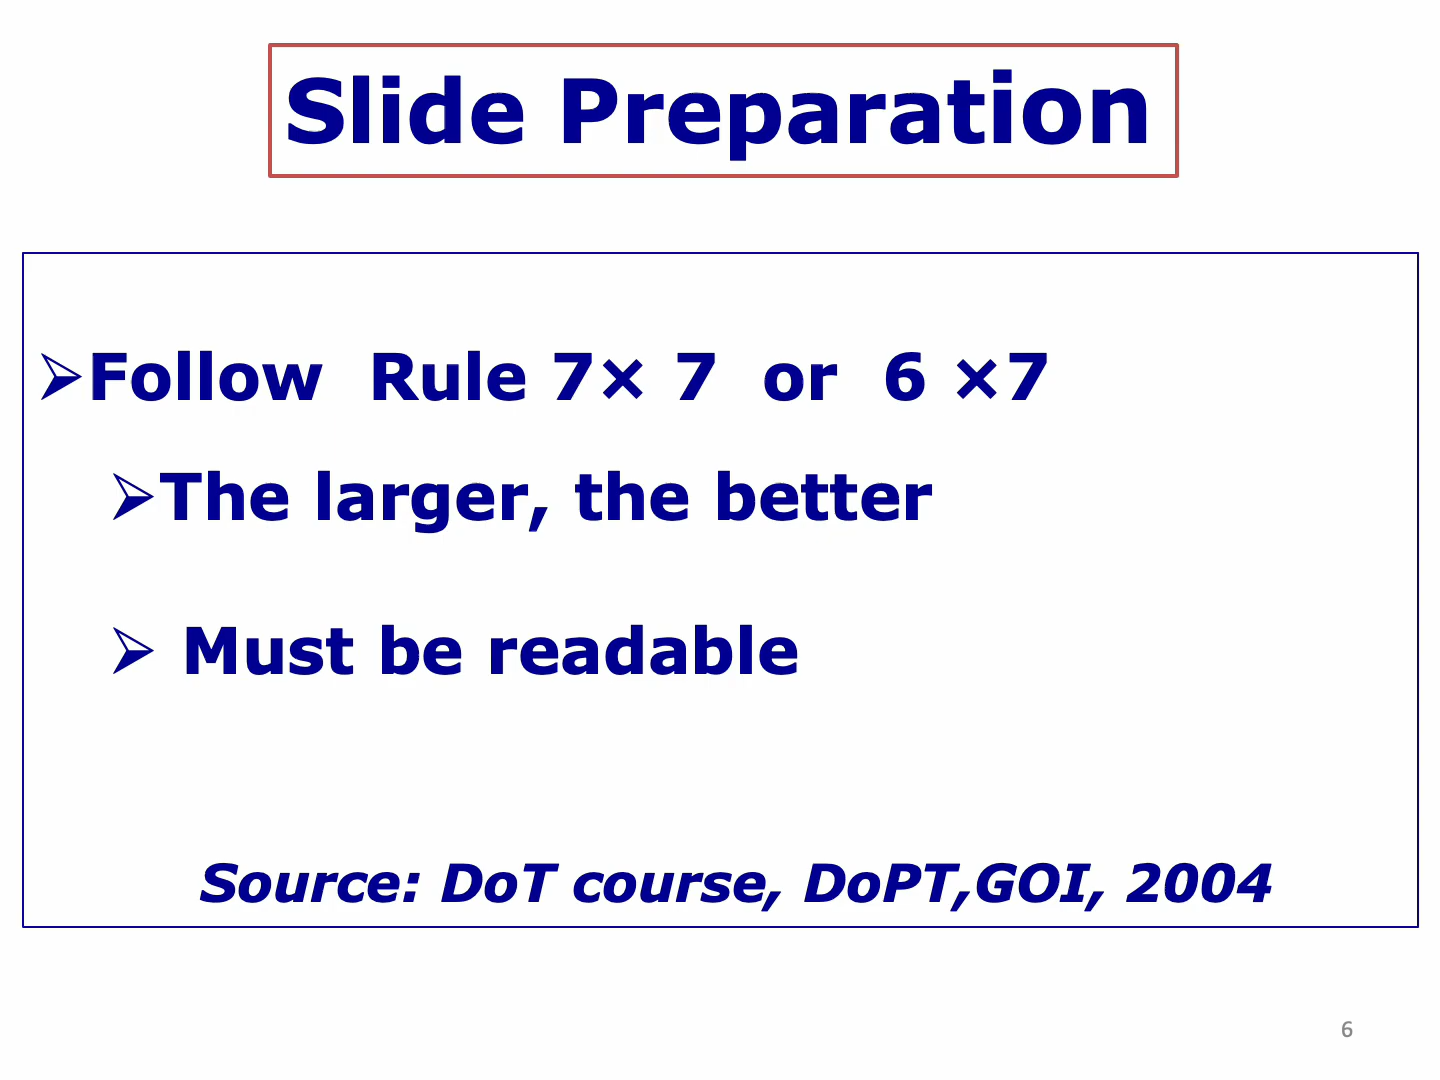 Slide Preparation
➢Follow  Rule 7× 7  or  6 ×7
➢The larger, the better
➢ Must be readable
Source: DoT course, DoPT,GOI, 2004
6